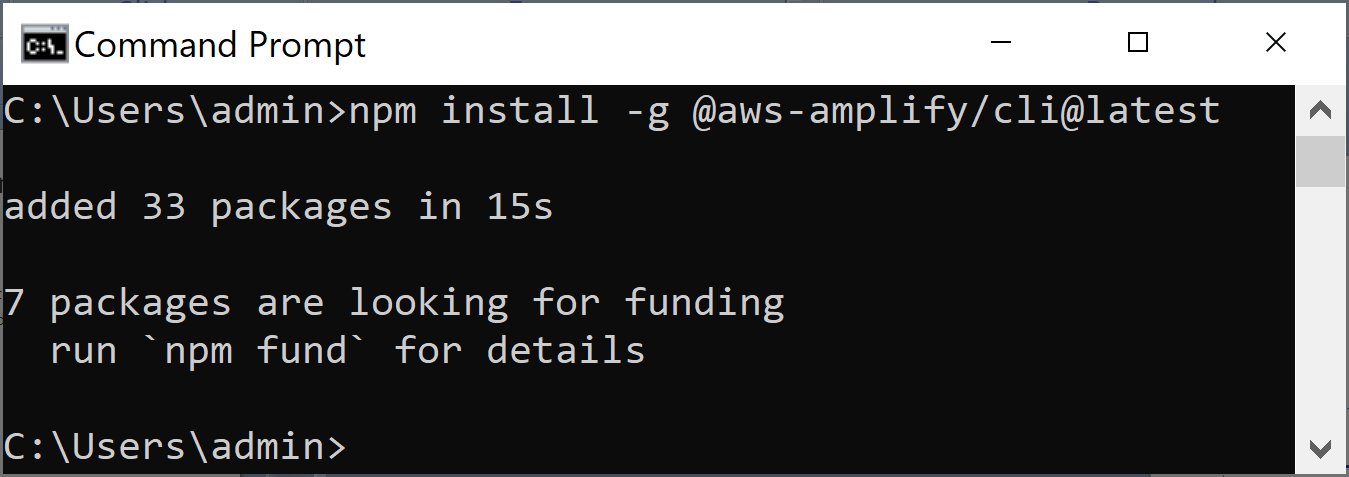 Command Prompt
C:\Users\admin>npm install -g @aws-amplify/cli@latest
added 33 packages in 15s
7 packages are looking for funding
run `npm fund` for details
C:\Users\admin>